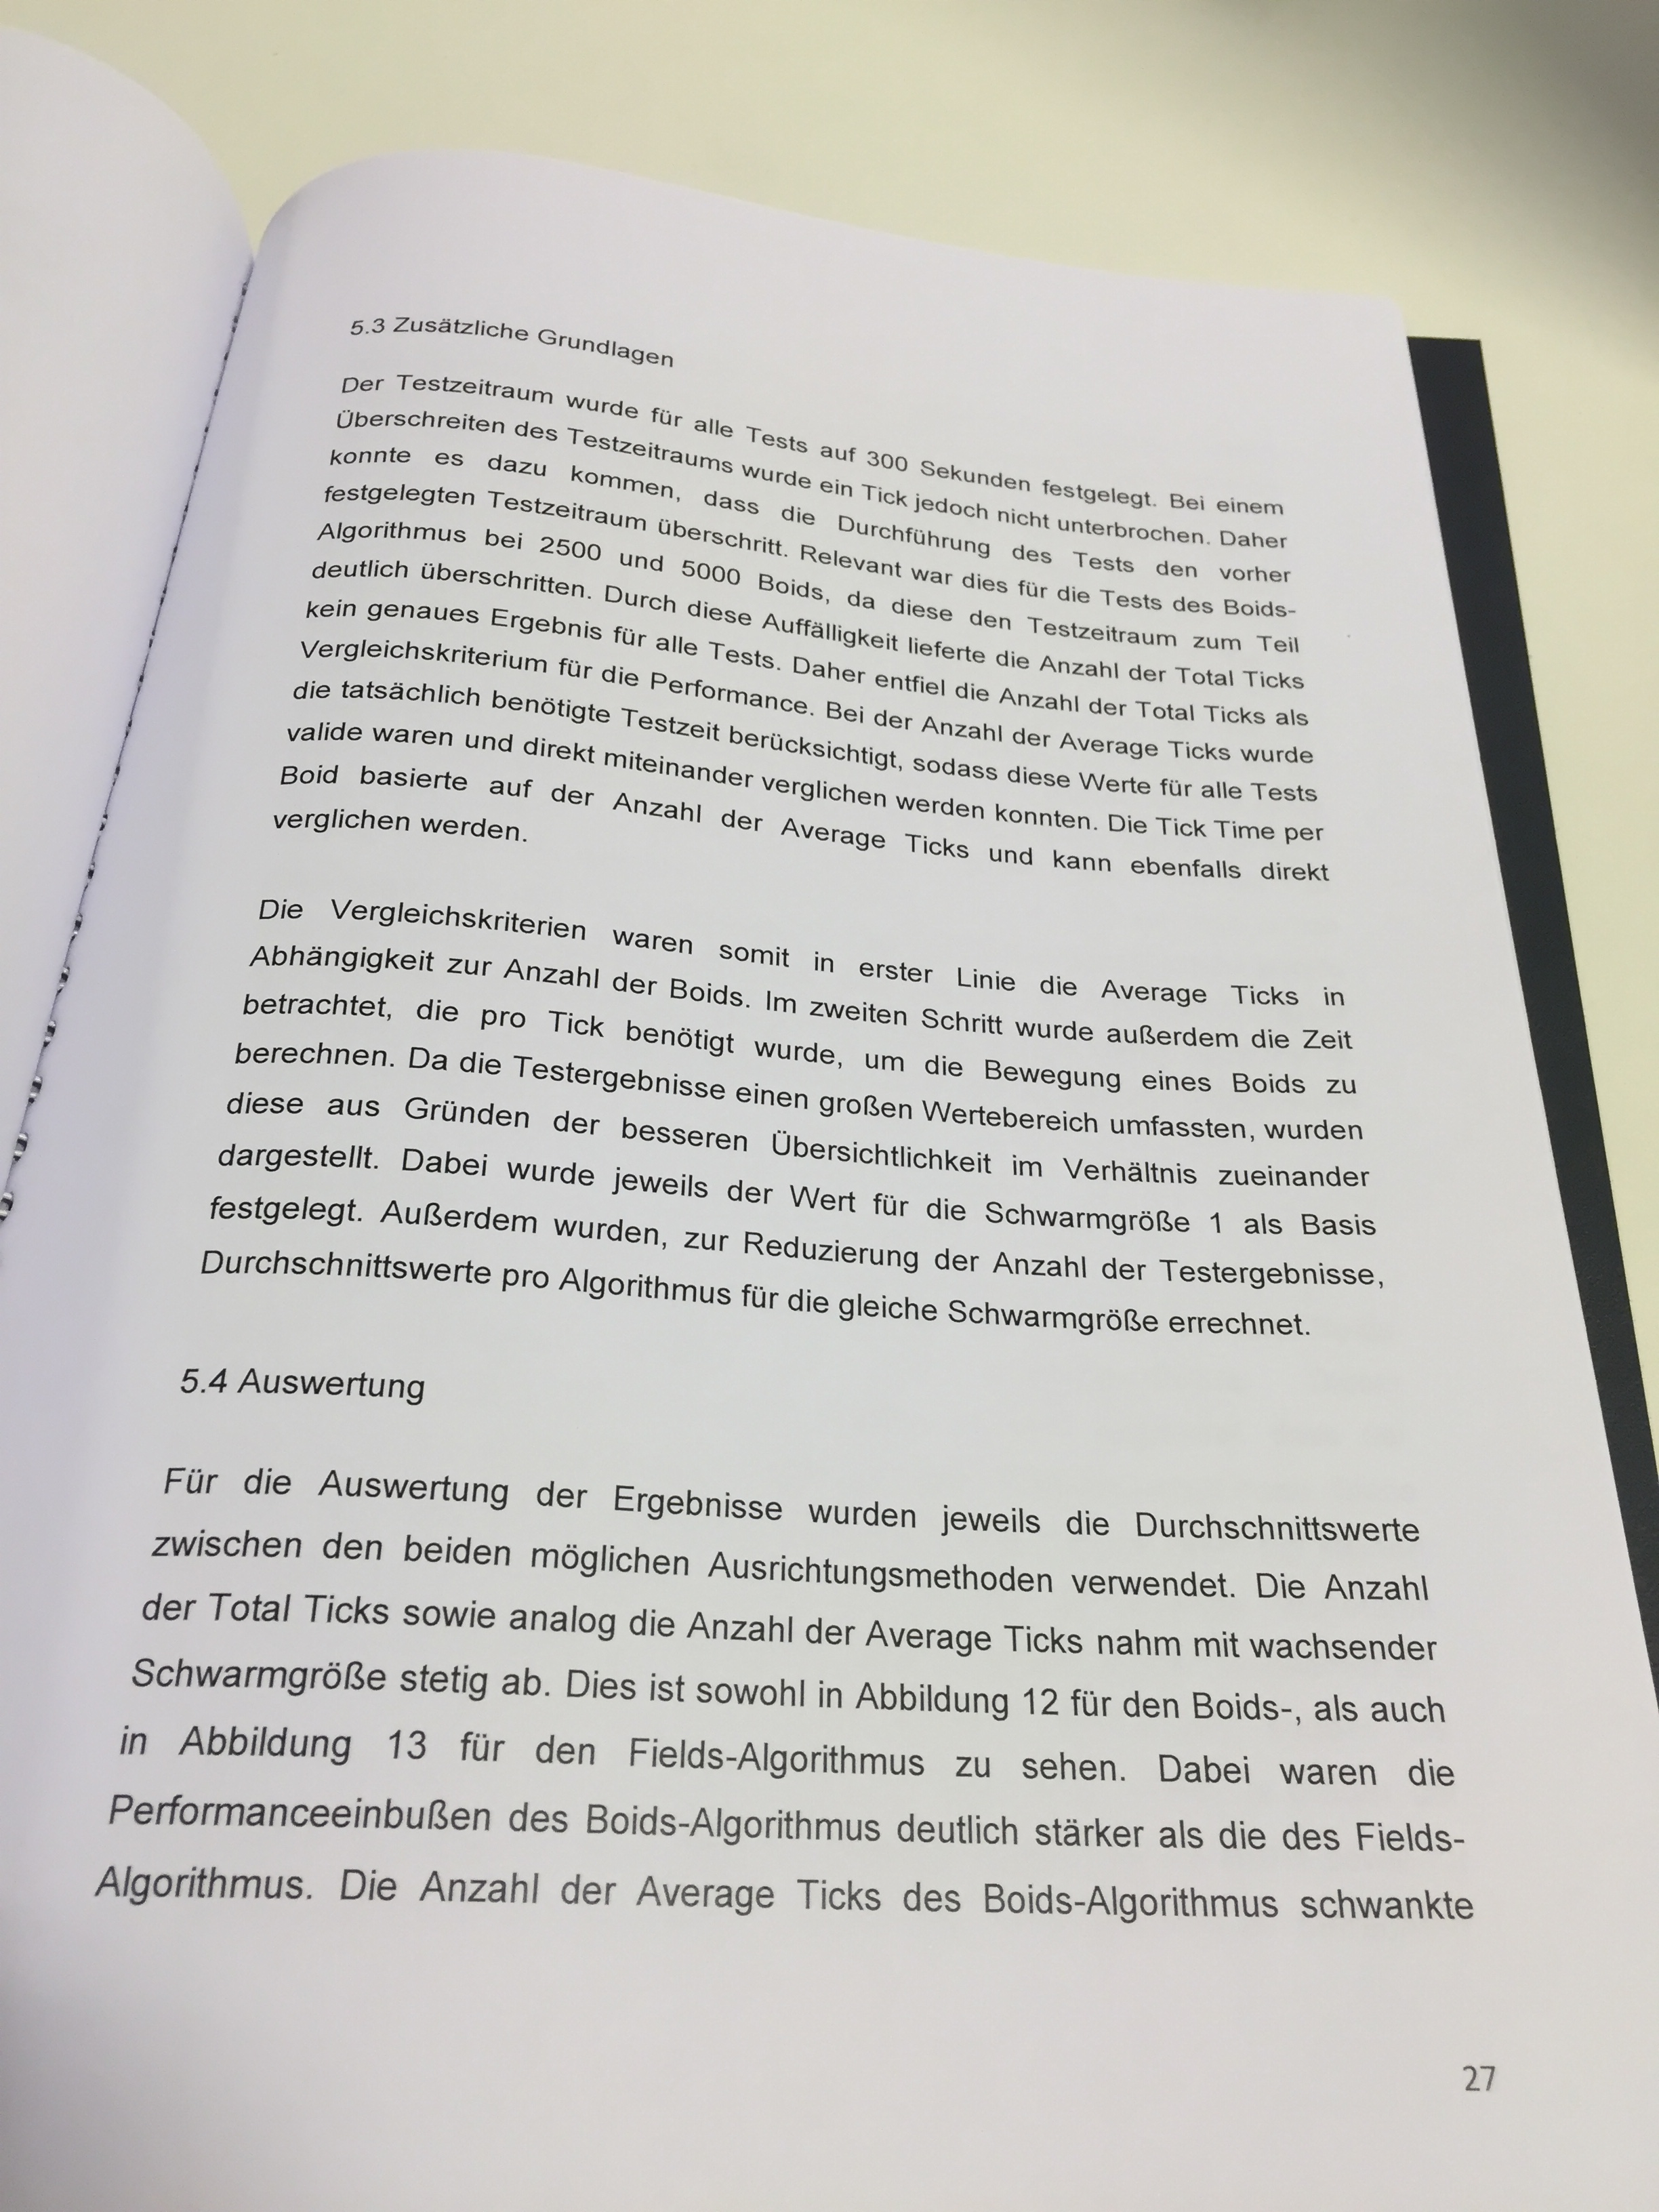 5.3 Zusätzliche Grundlagen
Der Testzeitraum wurde für alle Tests auf 300 Sekunden festgelegt. Bei einem
Überschreiten des Testzeitraums wurde ein Tick jedoch nicht unterbrochen. Daher
konnte es dazu kommen, dass die Durchführung des Tests den vorher
festgelegten Testzeitraum überschritt. Relevant war dies für die Tests des Boids-
Algorithmus bei 2500 und 5000 Boids, da diese den Testzeitraum zum Teil
deutlich überschritten. Durch diese Auffälligkeit lieferte die Anzahl der Total Ticks
kein genaues Ergebnis für alle Tests. Daher entfiel die Anzahl der Total Ticks als
Vergleichskriterium für die Performance. Bei der Anzahl der Average Ticks wurde
die tatsächlich benötigte Testzeit berücksichtigt, sodass diese Werte für alle Tests
valide waren und direkt miteinander verglichen werden konnten. Die Tick Time per
Boid basierte auf der Anzahl der Average Ticks und kann ebenfalls direkt
verglichen werden.
Die Vergleichskriterien waren somit in erster Linie die Average Ticks in
Abhängigkeit zur Anzahl der Boids. Im zweiten Schritt wurde außerdem die Zeit
betrachtet, die pro Tick benötigt wurde, um die Bewegung eines Boids zu
berechnen. Da die Testergebnisse einen großen Wertebereich umfassten, wurden
diese aus Gründen der besseren Übersichtlichkeit im Verhältnis zueinander
dargestellt. Dabei wurde jeweils der Wert für die Schwarmgröße 1 als Basis
festgelegt. Außerdem wurden, zur Reduzierung der Anzahl der Testergebnisse,
Durchschnittswerte pro Algorithmus für die gleiche Schwarmgröße errechnet.
5.4 Auswertung
Für die Auswertung der Ergebnisse wurden jeweils die Durchschnittswerte
zwischen den beiden möglichen Ausrichtungsmethoden verwendet. Die Anzahl
der Total Ticks sowie analog die Anzahl der Average Ticks nahm mit wachsender
Schwarmgröße stetig ab. Dies ist sowohl in Abbildung 12 für den Boids-, als auch
in Abbildung 13 für den Fields-Algorithmus zu sehen. Dabei waren die
Performanceeinbußen des Boids-Algorithmus deutlich stärker als die des Fields-
Algorithmus. Die Anzahl der Average Ticks des Boids-Algorithmus schwankte
27